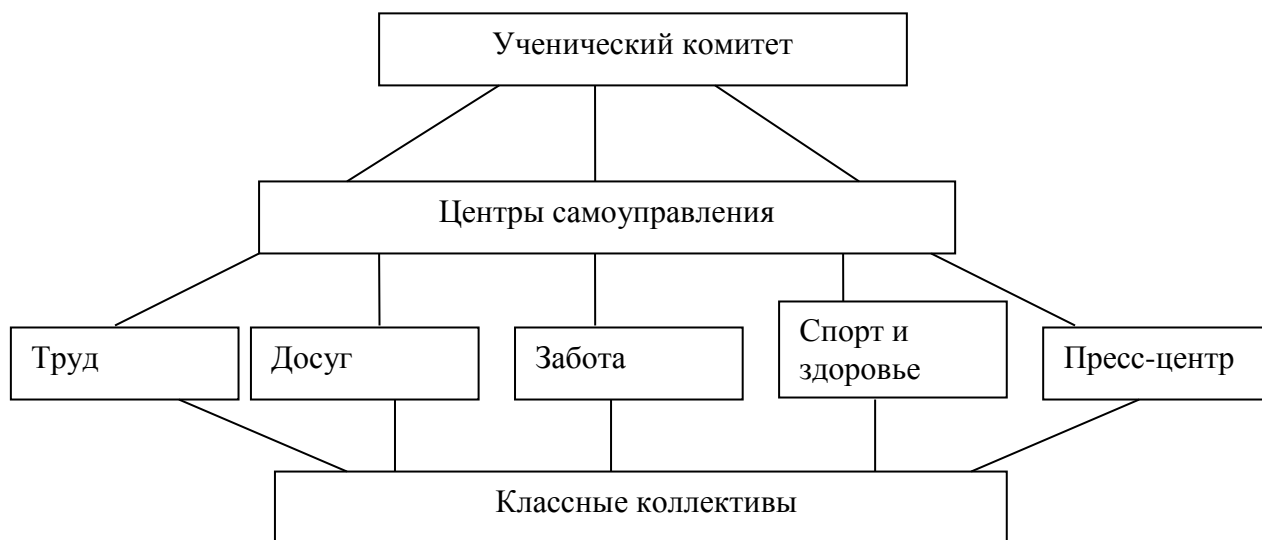 Ученический комитет
Центры самоуправления
Труд
Досуг
Забота
Спорт и
здоровье
Пресс-центр
Классные коллективы